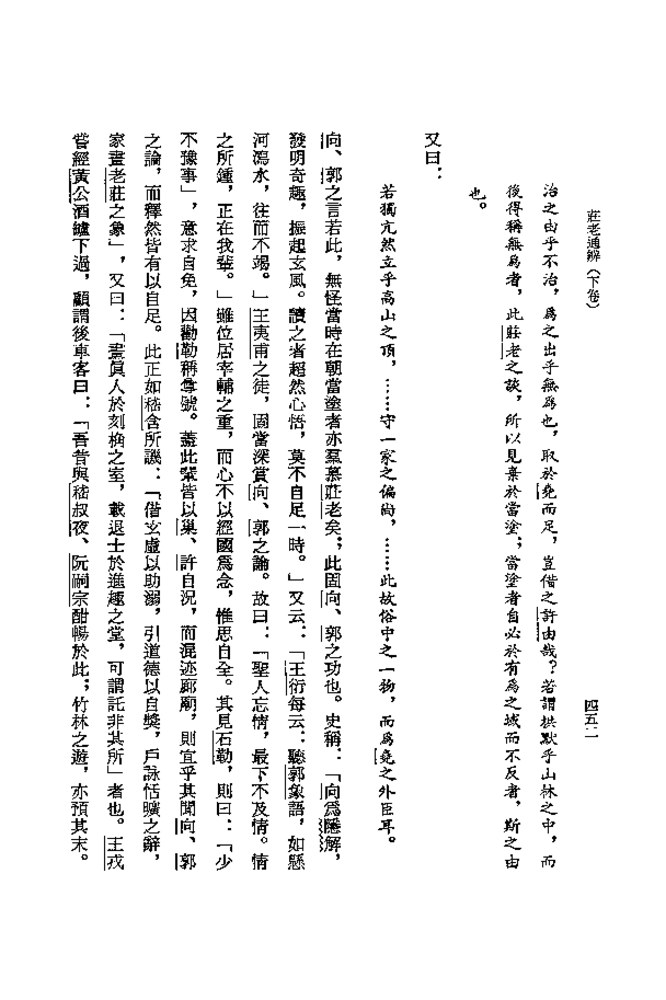 莊老通辨(下卷)
四五二
治之由乎不治,爲之出乎無爲也,取於堯而足,豈借之許由哉?若謂拱默乎山林之中,而
後得稱無爲者,此莊老之談,所以見棄於當塗;當塗者自必於有爲之域而不反者,斯之由
也。
又曰:
若獨亢然立乎高山之頂,……守一家之偏尚,……此故俗中之一物,而爲堯之外臣耳。
向、郭之言若此,無怪當時在朝當塗者亦羣慕莊老矣;此固向、郭之功也。史稱:「向爲隱解,
發明奇趣,振起玄風。讀之者超然心悟,莫不自足一時。」又云:「王衍每云:聽郭象語,如懸
河瀉水,往而不竭。」王夷甫之徒,固當深賞向、郭之論。故曰:「聖人忘情,最下不及情。情
之所鍾,正在我輩。」雖位居宰輔之重,而心不以經國爲念,惟思自全。其見石勒,則曰:「少
不豫事」,意求自免,因勸勒稱尊號。蓋此輩皆以巢、許自況,而混迹廊廟,則宜乎其聞向、郭
之論,而釋然皆有以自足。此正如嵇含所譏:「借玄虛以助溺,引道德以自獎,戶詠恬曠之辭,
家畫老莊之象」,又曰:「畫真人於刻桷之室,載退士於進趣之堂,可謂託非其所」者也。王戎
嘗經黃公酒壚下過,顧謂後車客曰:「吾昔與嵇叔夜、阮嗣宗酣暢於此;竹林之遊,亦預其末。